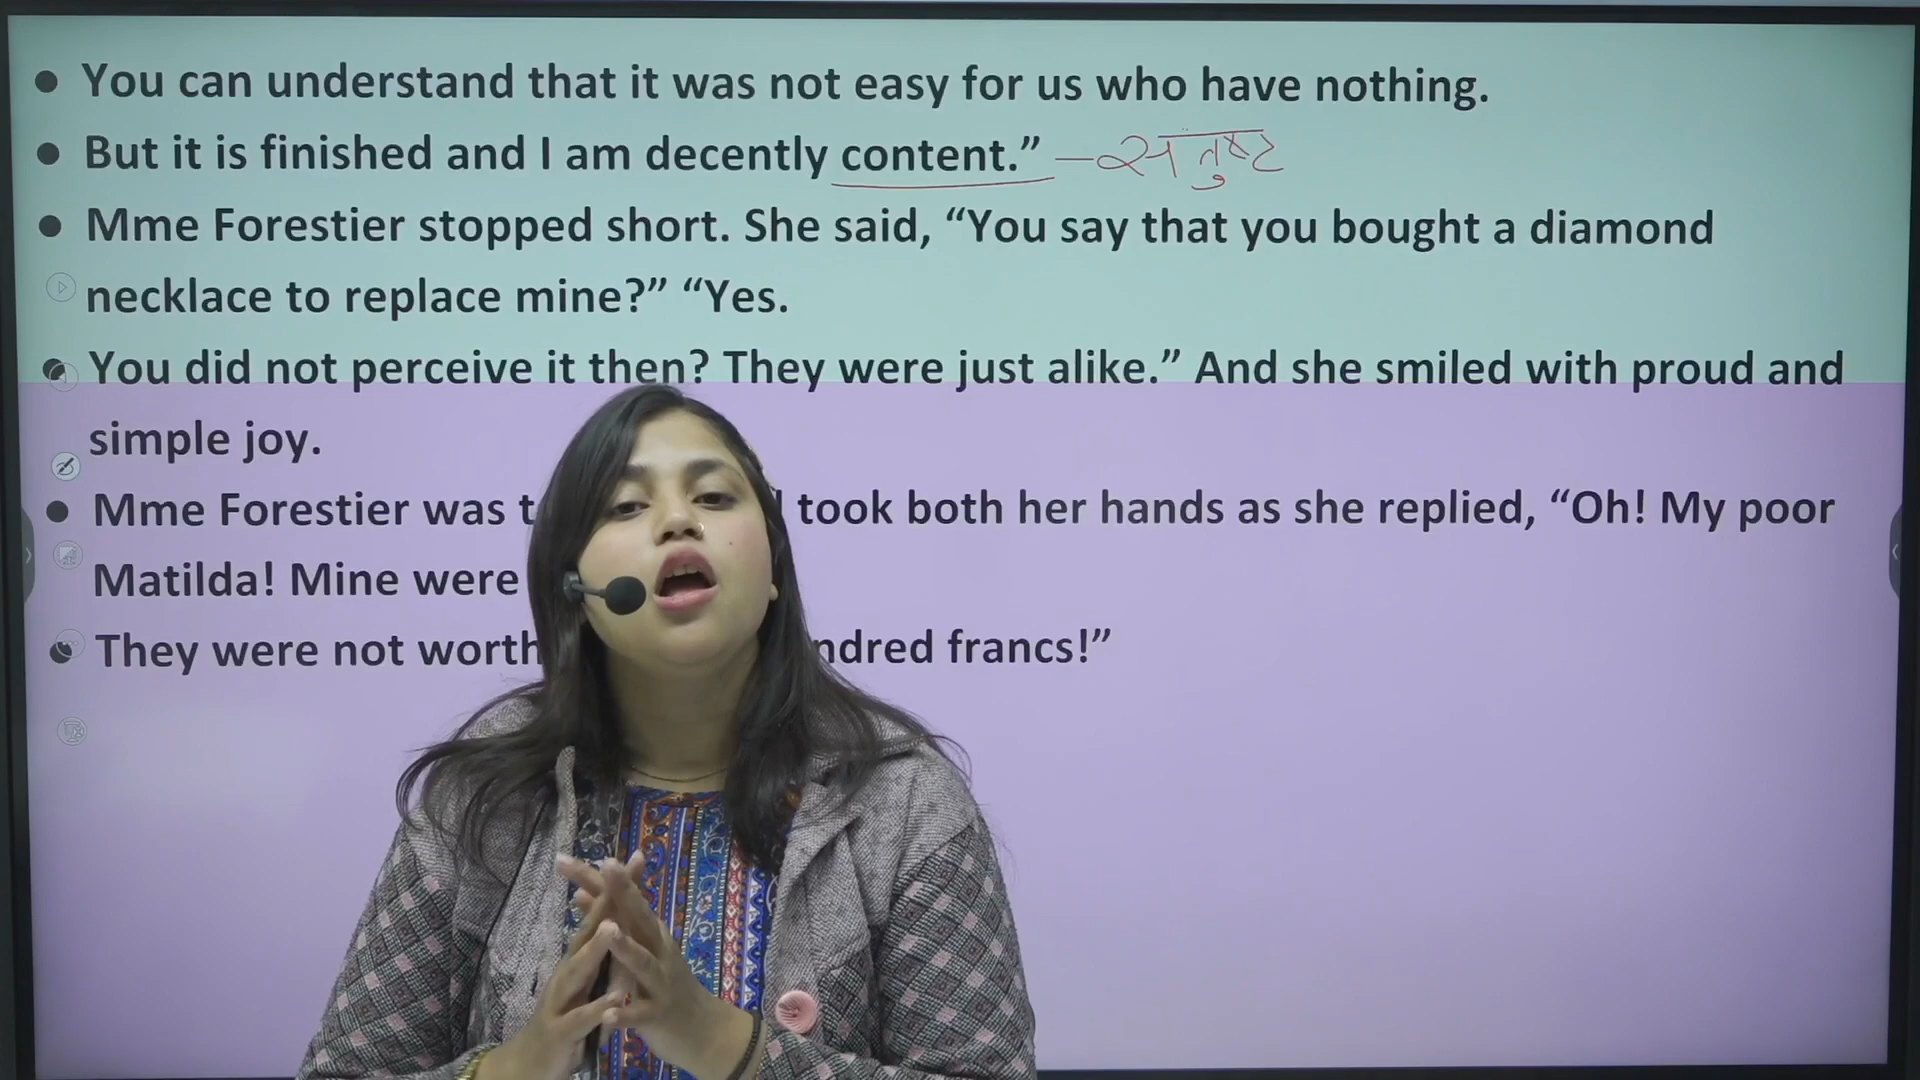 You can understand that it was not easy for us who have nothing.
But it is finished and I am decently content.” – सन्तुष्ट
Mme Forestier stopped short. She said, “You say that you bought a diamond
necklace to replace mine?” “Yes.
You did not perceive it then? They were just alike.” And she smiled with proud and
simple joy.
Mme Forestier was took both her hands as she replied, “Oh! My poor
Matilda! Mine were
They were not worth francs!”